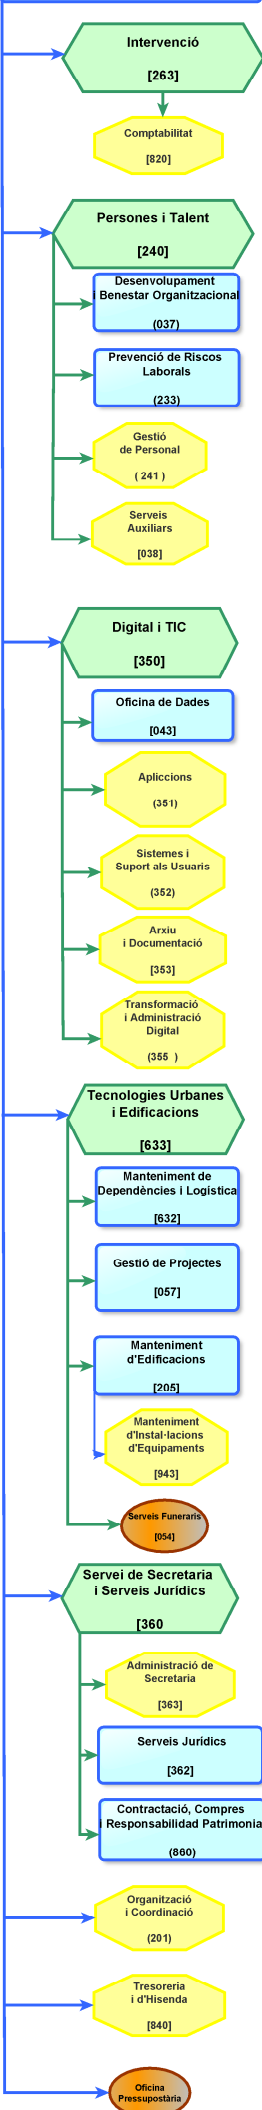 Intervenció
[263]
Comptabilitat
[820]
Persones i Talent
[240]
Desenvolupament
i Benestar Organitzacional
(037)
Prevenció de Riscos
Laborals
(233)
Gestió
de Personal
( 241 )
Serveis
Auxiliars
[038]
Digital i TIC
[350]
Oficina de Dades
[043]
Apliccions
(351)
Sistemes i
Suport als Usuaris
(352)
Arxiu
i Documentació
[353]
Transformació
i Administració
Digital
(355 )
Tecnologies Urbanes
i Edificacions
[633]
Manteniment de
Dependències i Logística
[632]
Gestió de Projectes
[057]
Manteniment
d'Edificacions
[205]
Manteniment
d'Instal·lacions
d'Equipaments
[943]
Serveis Funeraris
[054]
Servei de Secretaria
i Serveis Jurídics
[360
Administració de
Secretaria
[363]
Serveis Jurídics
[362]
Contractació, Compres
i Responsabilidad Patrimonia
(860)
Organització
i Coordinació
(201)
Tresoreria
i d'Hisenda
[840]
Oficina
Pressupostària